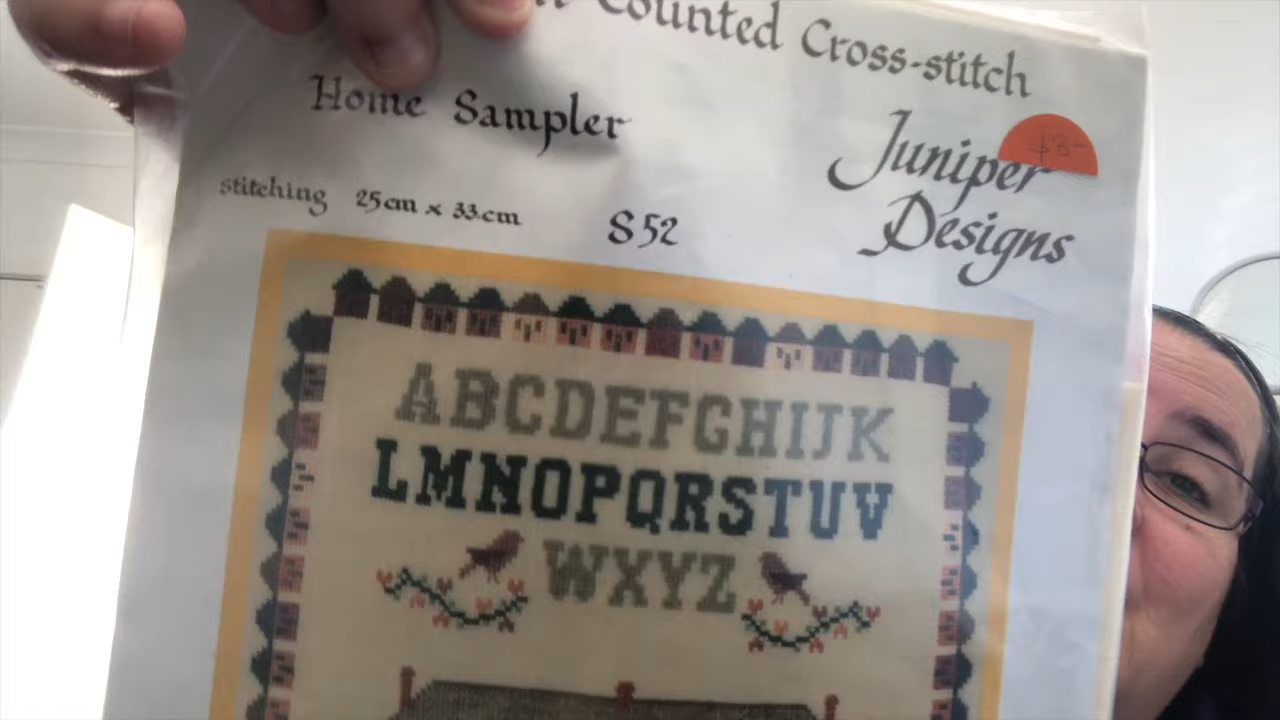 Counted Cross-stitch
Home Sampler
Juniper
Designs
stitching 25cm x 33cm
S52
ABCDEFGHIJK
LMNOPQRSTUV
WXYZ